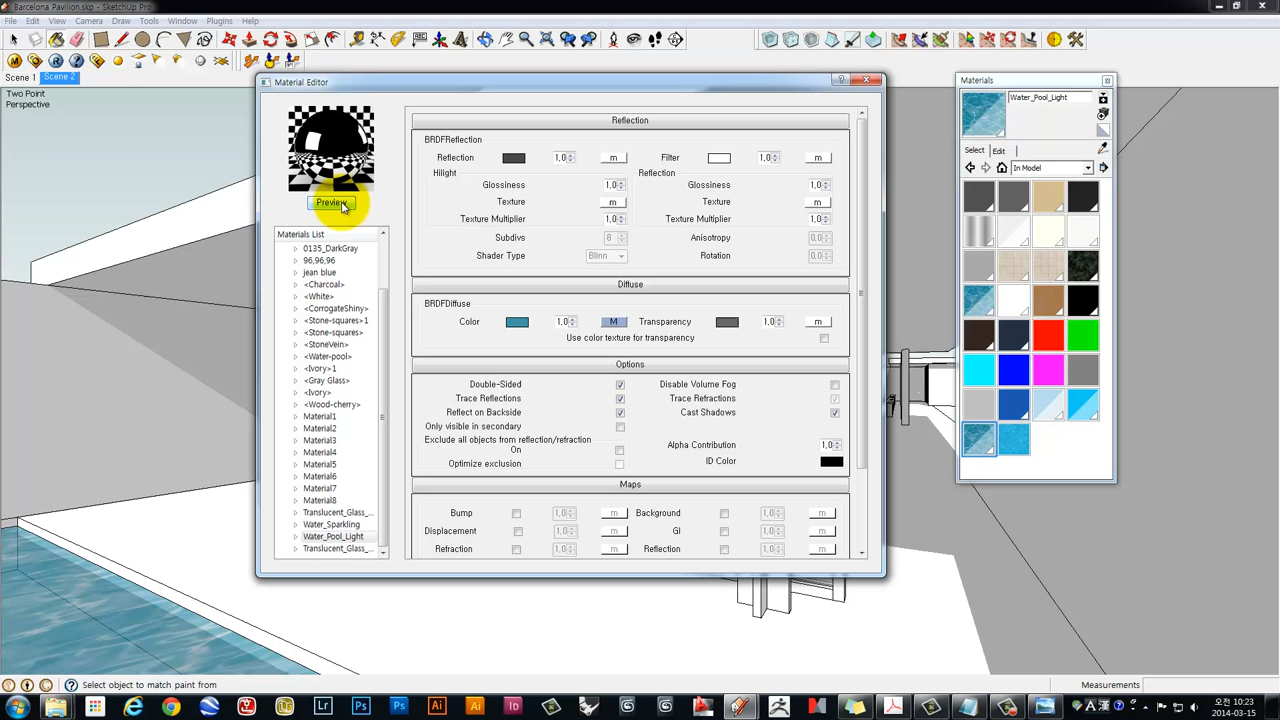 Barcelona Pavilion.skp - SketchUp Pro
File Edit View Camera Draw Tools Window Plugins Help
Scene 1 Scene 2
Two Point
Perspective
Material Editor
Preview
Materials List
0135_DarkGray
96,96,96
jean blue
<Charcoal>
<White>
<CorrogateShiny>
<Stone-squares>1
<Stone-squares>
<StoneVein>
<Water-pool>
<Ivory>1
<Gray Glass>
<Ivory>
<Wood-cherry>
Material1
Material2
Material3
Material4
Material5
Material6
Material7
Material8
Translucent_Glass_...
Water_Sparkling
Water_Pool_Light
Translucent_Glass_...
Reflection
BRDFReflection
Reflection 1,0 m Filter 1,0 m
Hilight Reflection
Glossiness 1,0 Glossiness 1,0
Texture m Texture m
Texture Multiplier 1,0 Texture Multiplier 1,0
Subdivs 8 Anisotropy 0,0
Shader Type Blinn Rotation 0,0
Diffuse
BRDFDiffuse
Color 1,0 M Transparency 1,0 m
Use color texture for transparency
Options
Double-Sided Disable Volume Fog
Trace Reflections Trace Refractions
Reflect on Backside Cast Shadows
Only visible in secondary
Exclude all objects from reflection/refraction
On
Alpha Contribution 1,0
Optimize exclusion ID Color
Maps
Bump 1,0 m Background 1,0 m
Displacement 1,0 m GI 1,0 m
Refraction 1,0 m Reflection 1,0 m
Materials
Water_Pool_Light
Select Edit
In Model
Select object to match paint from
Measurements
오전 10:23
2014-03-15